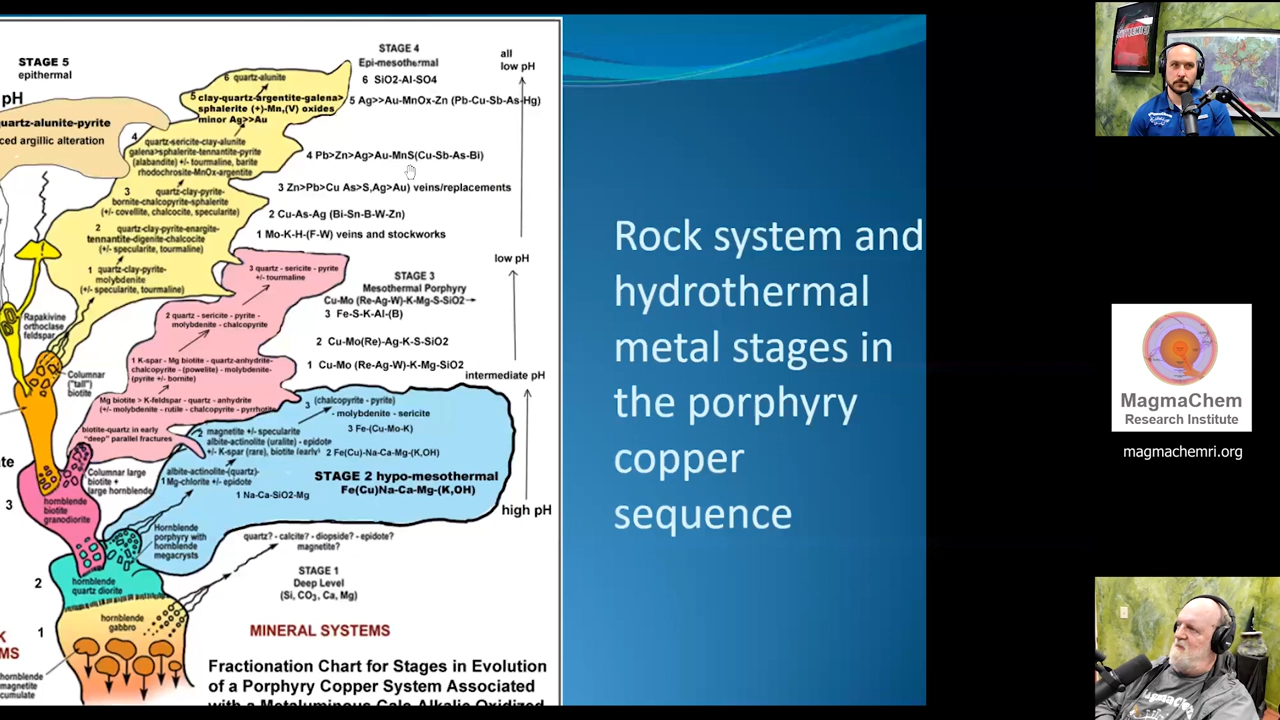 STAGE 5
epithermal
pH
quartz-alunite-pyrite
ced argillic alteration
STAGE 4
Epi-mesothermal
6 SiO2-Al-SO4
all
low pH
6 quartz-alunite
5 clay-quartz-argentite-galena>
sphalerite (+)-Mn,(V) oxides
minor Ag>>Au
5 Ag>>Au-MnOx-Zn (Pb-Cu-Sb-As-Hg)
4
quartz-sericite-clay-alunite
galena>sphalerite-tennantite-pyrite
(alabandite) +/- tourmaline, barite
rhodochrosite-MnOx-argentite
4 Pb>Zn>Ag>Au-MnS(Cu-Sb-As-Bi)
3 quartz-clay-pyrite-
bornite-chalcopyrite-sphalerite
(+/- covellite, chalcocite, specularite)
3 Zn>Pb>Cu As>S,Ag>Au) veins/replacements
2 quartz-clay-pyrite-enargite-
tennantite-digenite-chalcocite
(+/- specularite, tourmaline)
2 Cu-As-Ag (Bi-Sn-B-W-Zn)
1 Mo-K-H-(F-W) veins and stockworks
1 quartz-clay-pyrite-
molybdenite
(+/- specularite, tourmaline)
low pH
3 quartz - sericite - pyrite
+/- tourmaline
STAGE 3
Mesothermal Porphyry
Cu-Mo (Re-Ag-W)-K-Mg-S-SiO2
3 Fe-S-K-Al-(B)
2 quartz - sericite - pyrite -
molybdenite - chalcopyrite
2 Cu-Mo(Re)-Ag-K-S-SiO2
Rapakivine
orthoclase
feldspar
1 K-spar - Mg biotite - quartz-anhydrite-
chalcopyrite - (powelite) - molybdenite-
(pyrite +/- bornite)
1 Cu-Mo (Re-Ag-W)-K-Mg-SiO2
intermediate pH
Columnar
("tall")
biotite
Mg biotite > K-feldspar - quartz - anhydrite
(+/- molybdenite - rutile - chalcopyrite - pyrrhotite
biotite-quartz in early
"deep" parallel fractures
3 (chalcopyrite - pyrite)
- molybdenite - sericite
3 Fe-(Cu-Mo-K)
2 magnetite +/- specularite
albite-actinolite (uralite) - epidote
+/- K-spar (rare), biotite (early)
2 Fe(Cu)-Na-Ca-Mg-(K,OH)
Columnar large
biotite +
large hornblende
albite-actinolite-(quartz)-
1 Mg-chlorite +/- epidote
STAGE 2 hypo-mesothermal
Fe(Cu)Na-Ca-Mg-(K,OH)
1 Na-Ca-SiO2-Mg
high pH
3
hornblende
biotite
granodiorite
Hornblende
porphyry with
hornblende
megacrysts
quartz? - calcite? - diopside? - epidote?
magnetite?
2
hornblende
quartz diorite
STAGE 1
Deep Level
(Si, CO3, Ca, Mg)
1
hornblende
gabbro
MINERAL SYSTEMS
hornblende
magnetite
cumulate
Fractionation Chart for Stages in Evolution
of a Porphyry Copper System Associated
with a Metaluminous Calc-Alkalic Oxidized
Rock system and
hydrothermal
metal stages in
the porphyry
copper
sequence
MagmaChem
Research Institute
magmachemri.org